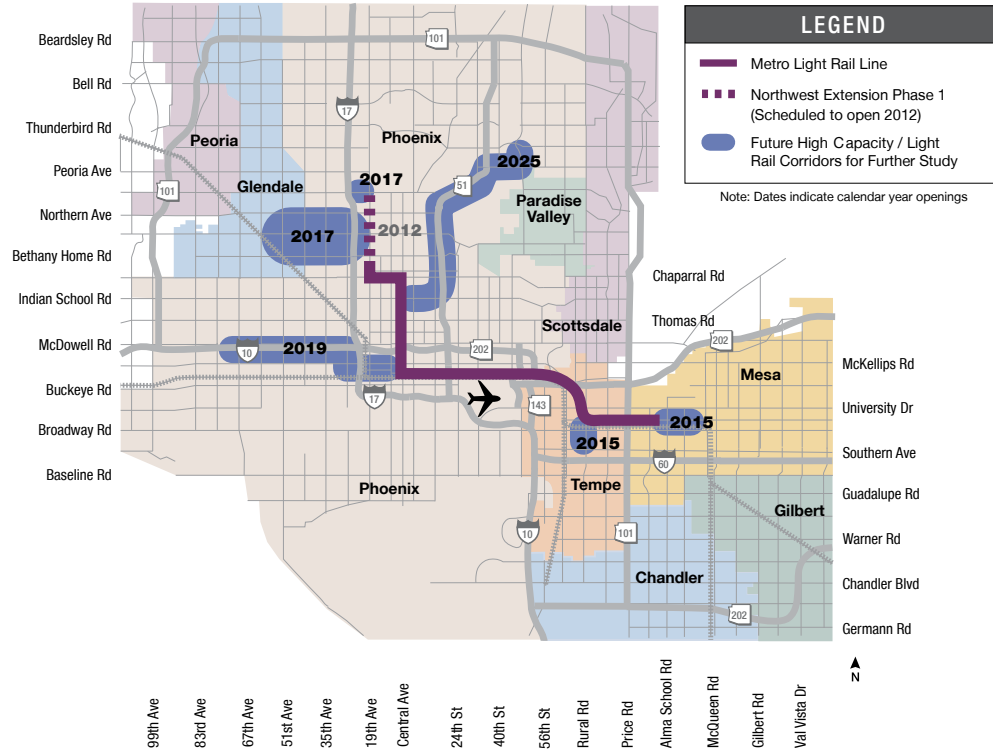 LEGEND
Metro Light Rail Line
Northwest Extension Phase 1
(Scheduled to open 2012)
Future High Capacity / Light
Rail Corridors for Further Study
Note: Dates indicate calendar year openings
Beardsley Rd
Bell Rd
Thunderbird Rd
Peoria Ave
Northern Ave
Bethany Home Rd
Indian School Rd
McDowell Rd
Buckeye Rd
Broadway Rd
Baseline Rd
101
17
Peoria
Phoenix
2025
2017
51
101
Glendale
Paradise
Valley
2012
2017
Chaparral Rd
Thomas Rd
Scottsdale
202
10
2019
202
McKellips Rd
Mesa
17
143
University Dr
2015
2015
Southern Ave
60
Phoenix
Tempe
Guadalupe Rd
Gilbert
10
101
Warner Rd
Chandler
Chandler Blvd
202
Germann Rd
N
99th Ave
83rd Ave
67th Ave
51st Ave
35th Ave
19th Ave
Central Ave
24th St
40th St
56th St
Rural Rd
Price Rd
Alma School Rd
McQueen Rd
Gilbert Rd
Val Vista Dr